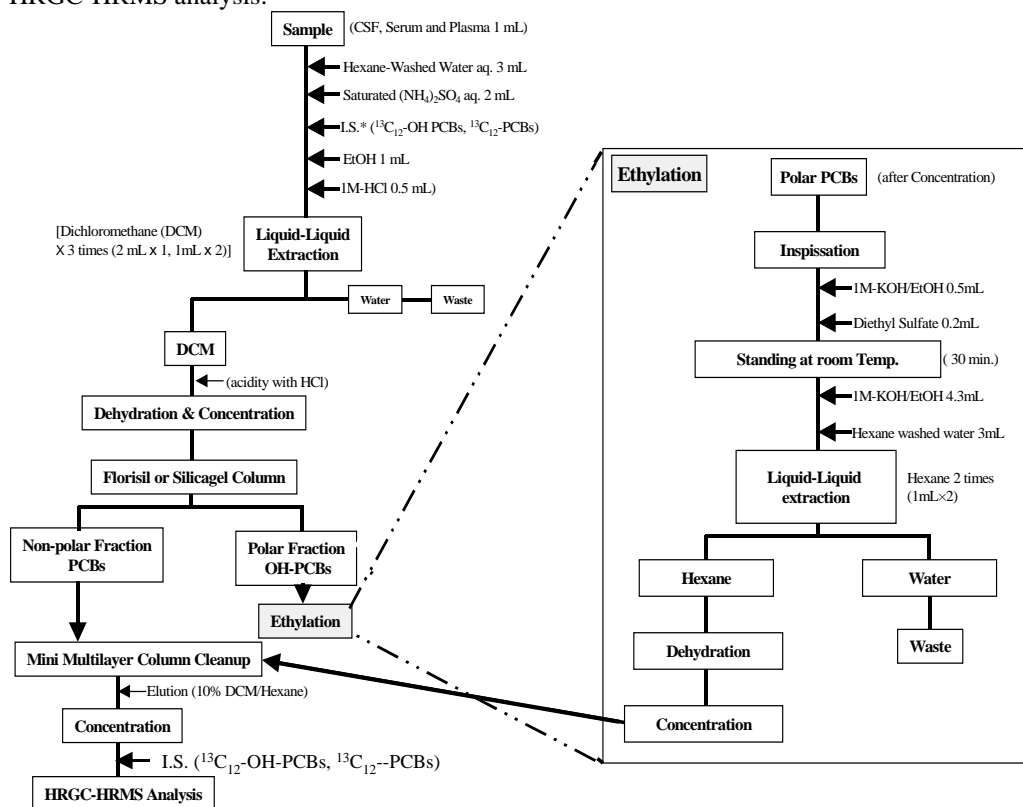 HRGC-HRMS analysis.
Sample
(CSF, Serum and Plasma 1 mL)
Hexane-Washed Water aq. 3 mL
Saturated (NH₄)₂SO₄ aq. 2 mL
I.S.* (¹³C₁₂-OH PCBs, ¹³C₁₂-PCBs)
EtOH 1 mL
1M-HCl 0.5 mL)
[Dichloromethane (DCM)
X 3 times (2 mL x 1, 1mL x 2)]
Liquid-Liquid
Extraction
Water
Waste
DCM
(acidity with HCl)
Dehydration & Concentration
Florisil or Silicagel Column
Non-polar Fraction
PCBs
Polar Fraction
OH-PCBs
Ethylation
Mini Multilayer Column Cleanup
Elution (10% DCM/Hexane)
Concentration
I.S. (¹³C₁₂-OH-PCBs, ¹³C₁₂--PCBs)
HRGC-HRMS Analysis
Ethylation
Polar PCBs
(after Concentration)
Inspissation
1M-KOH/EtOH 0.5mL
Diethyl Sulfate 0.2mL
Standing at room Temp.
( 30 min.)
1M-KOH/EtOH 4.3mL
Hexane washed water 3mL
Liquid-Liquid
extraction
Hexane 2 times
(1mL×2)
Hexane
Water
Dehydration
Waste
Concentration